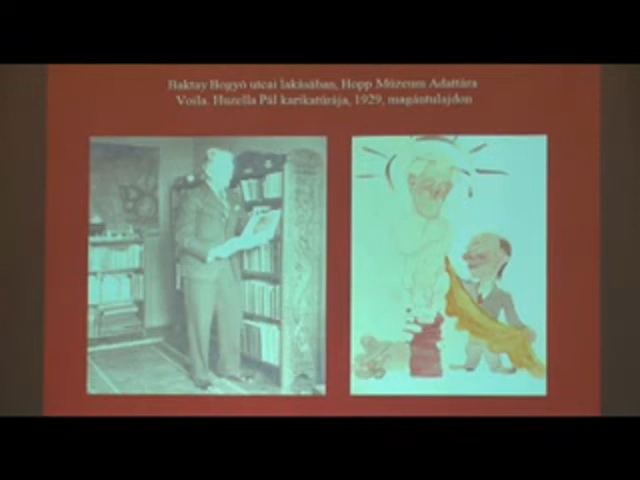 Baktay Bogyó utcai lakásában, Hopp Múzeum Adattára
Voila. Huzella Pál karikatúrája, 1929, magántulajdon